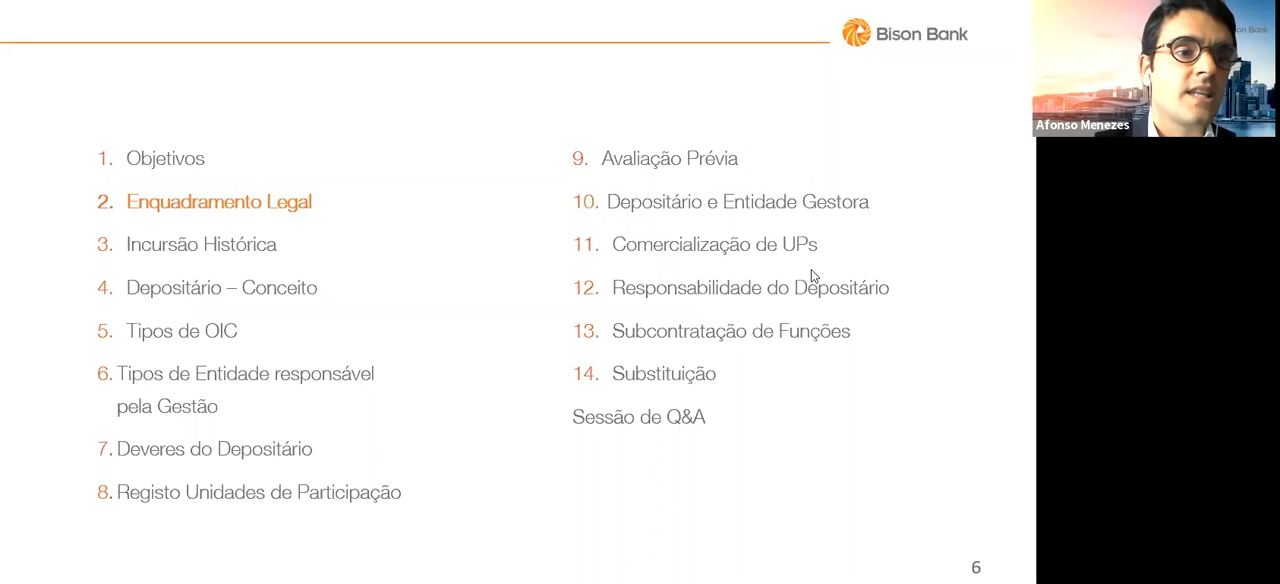 Bison Bank
on Bank
Afonso Menezes
1. Objetivos
2. Enquadramento Legal
3. Incursão Histórica
4. Depositário – Conceito
5. Tipos de OIC
6. Tipos de Entidade responsável
pela Gestão
7. Deveres do Depositário
8. Registo Unidades de Participação
9. Avaliação Prévia
10. Depositário e Entidade Gestora
11. Comercialização de UPs
12. Responsabilidade do Depositário
13. Subcontratação de Funções
14. Substituição
Sessão de Q&A
6